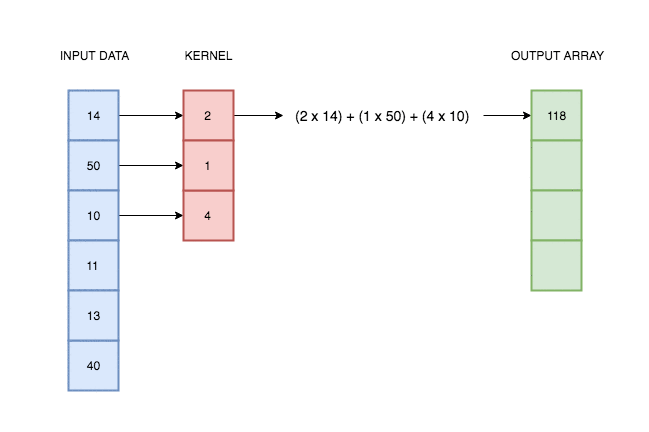 INPUT DATA
KERNEL
OUTPUT ARRAY
14
2
(2 x 14) + (1 x 50) + (4 x 10)
118
50
1
10
4
11
13
40